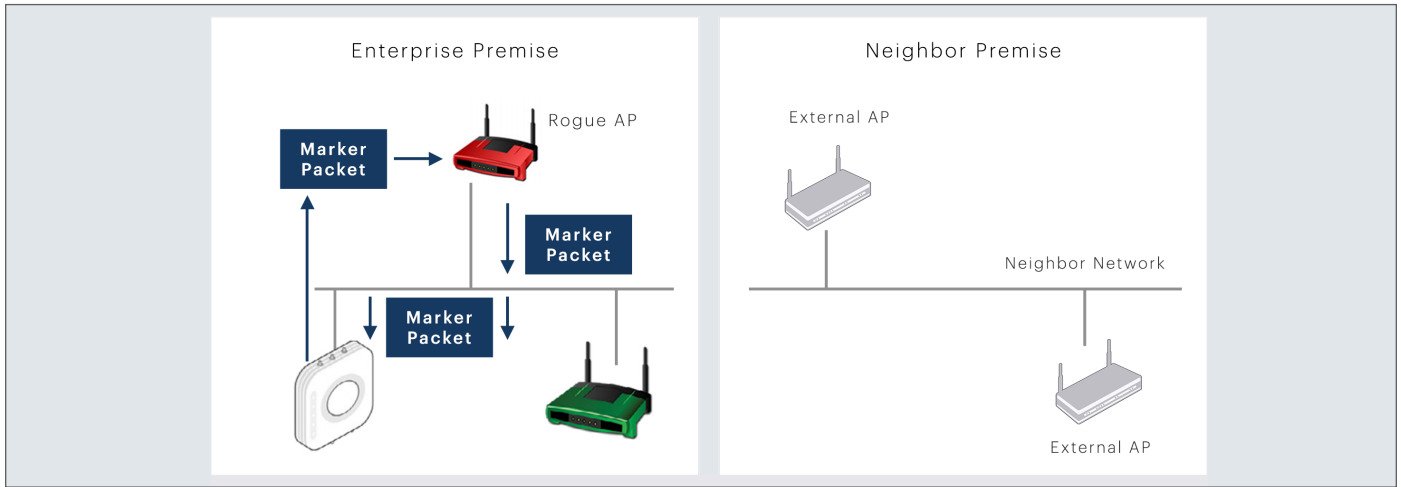 Enterprise Premise
Rogue AP
Marker
Packet
Marker
Packet
Marker
Packet
Neighbor Premise
External AP
Neighbor Network
External AP